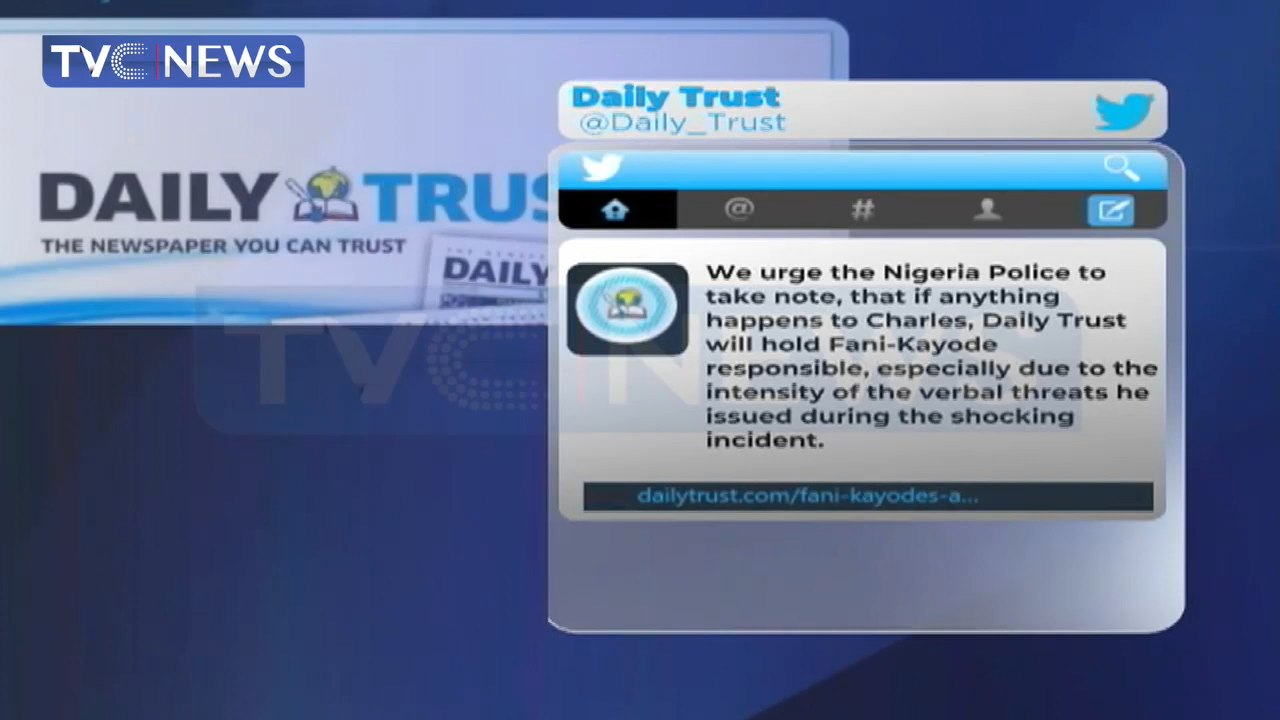 TVC NEWS
DAILY TRUS
THE NEWSPAPER YOU CAN TRUST
DAILY
Daily Trust
@Daily_Trust
@ #
We urge the Nigeria Police to
take note, that if anything
happens to Charles, Daily Trust
will hold Fani-Kayode
responsible, especially due to the
intensity of the verbal threats he
issued during the shocking
incident.
dailytrust.com/fani-kayodes-a...
TVC NEWS